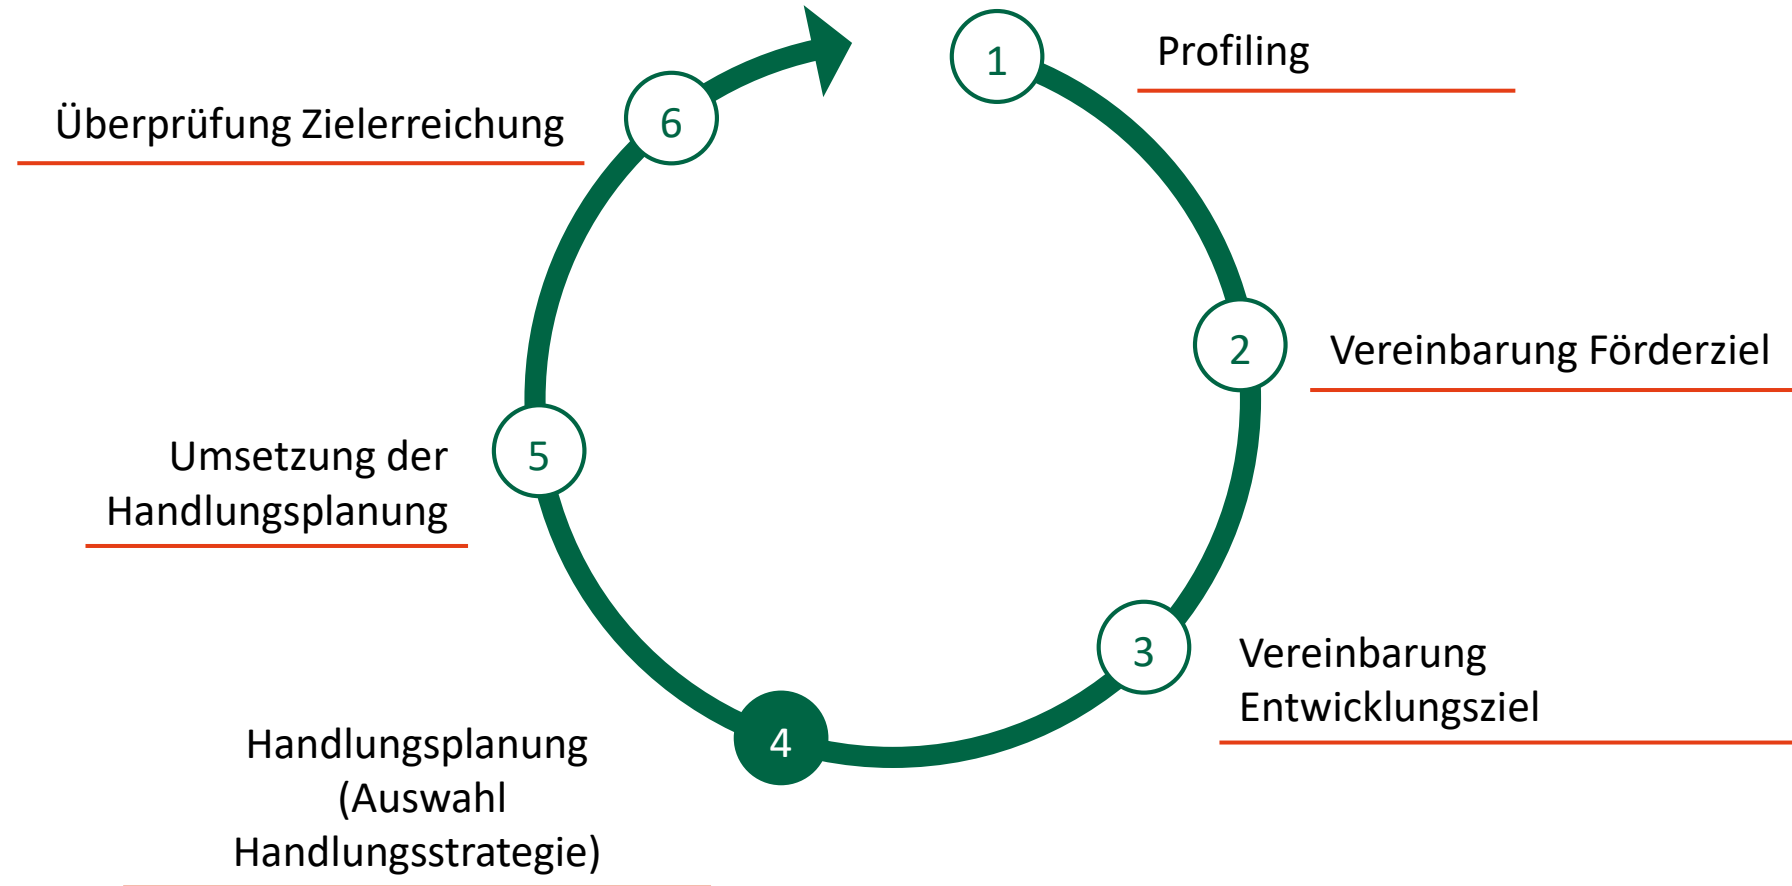 1
Profiling
2
Vereinbarung Förderziel
3
Vereinbarung
Entwicklungsziel
4
Handlungsplanung
(Auswahl
Handlungsstrategie)
5
Umsetzung der
Handlungsplanung
6
Überprüfung Zielerreichung